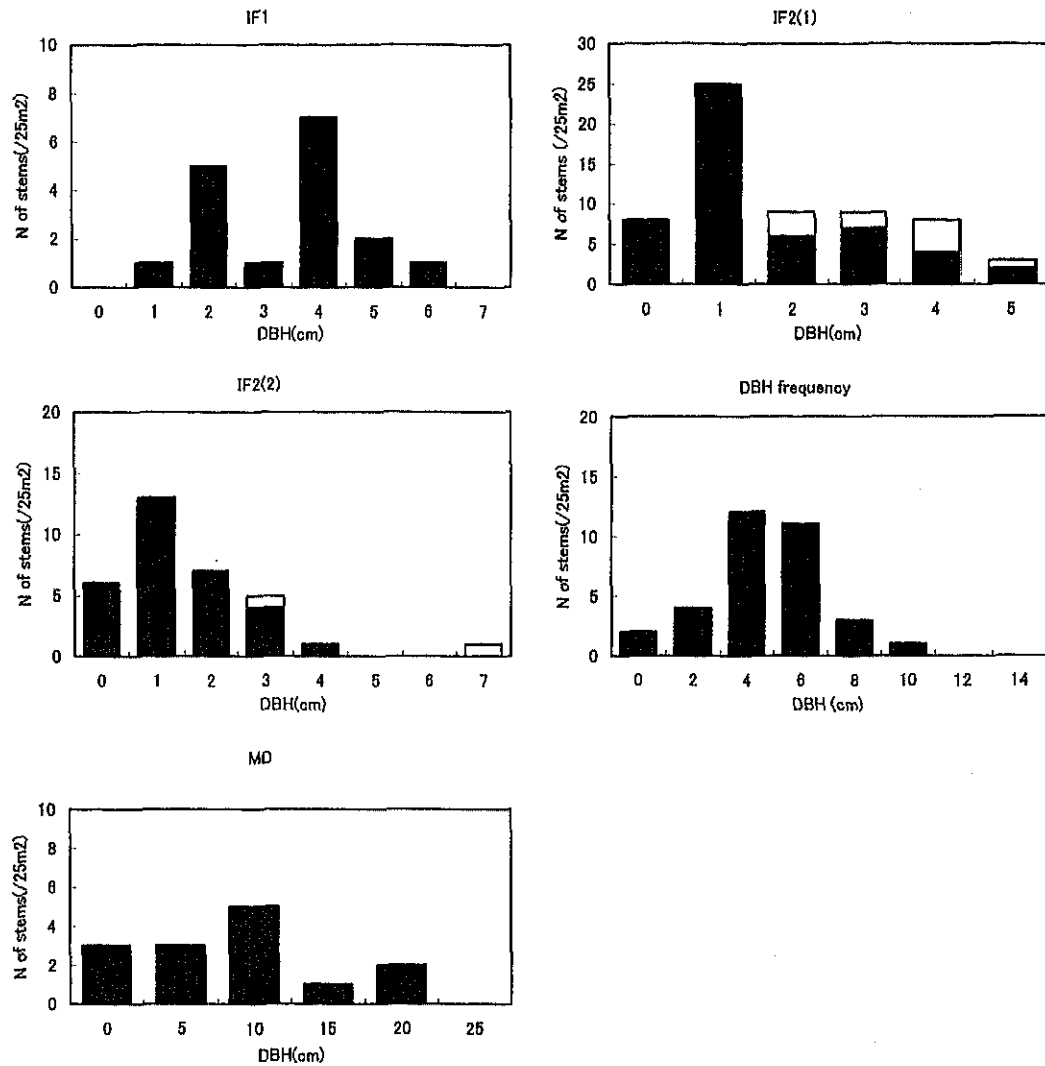 IF1
10
8
6
4
2
0
N of stems(/25m2)
0 1 2 3 4 5 6 7
DBH(cm)
IF2(1)
30
25
20
15
10
5
0
N of stems (/25m2)
0 1 2 3 4 5
DBH(cm)
IF2(2)
20
15
10
5
0
N of stems(/25m2)
0 1 2 3 4 5 6 7
DBH(cm)
DBH frequency
20
15
10
5
0
N of stems(/25m2)
0 2 4 6 8 10 12 14
DBH (cm)
MD
10
8
6
4
2
0
N of stems(/25m2)
0 5 10 15 20 25
DBH(cm)